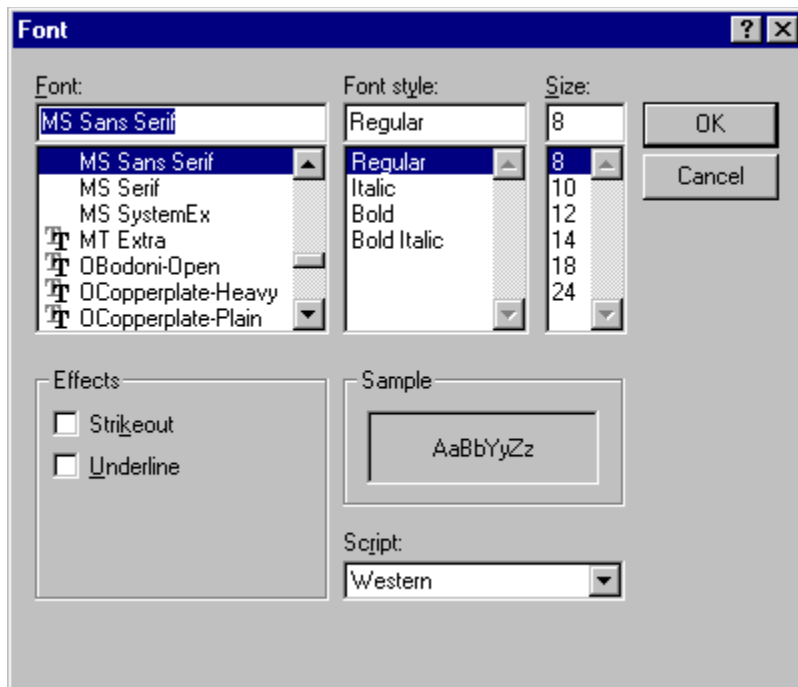 Font
Font:
MS Sans Serif
MS Sans Serif
MS Serif
MS SystemEx
MT Extra
OBodoni-Open
OCopperplate-Heavy
OCopperplate-Plain
Font style:
Regular
Regular
Italic
Bold
Bold Italic
Size:
8
8
10
12
14
18
24
OK
Cancel
Effects
Strikeout
Underline
Sample
AaBbYyZz
Script:
Western